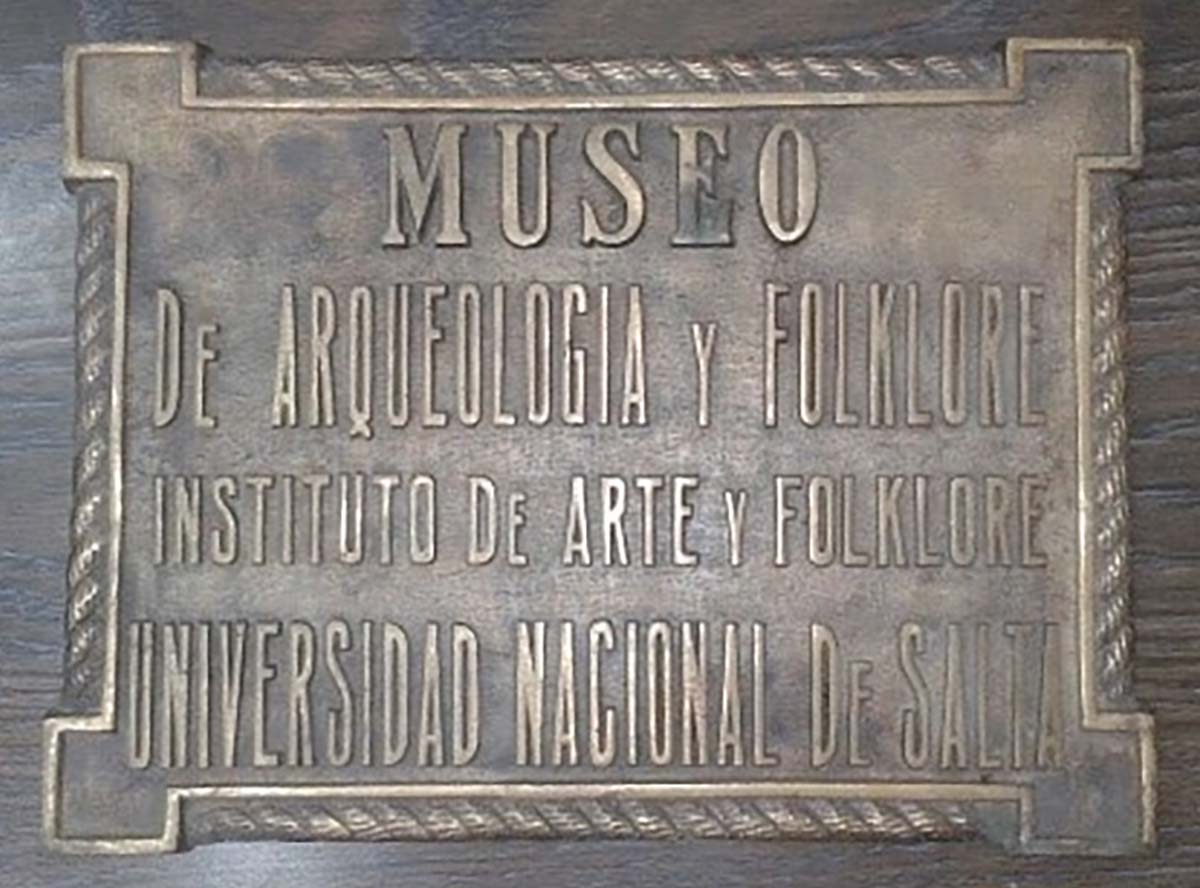 MUSEO
DE ARQUEOLOGIA Y FOLKLORE
INSTITUTO DE ARTE Y FOLKLORE
UNIVERSIDAD NACIONAL DE SALTA